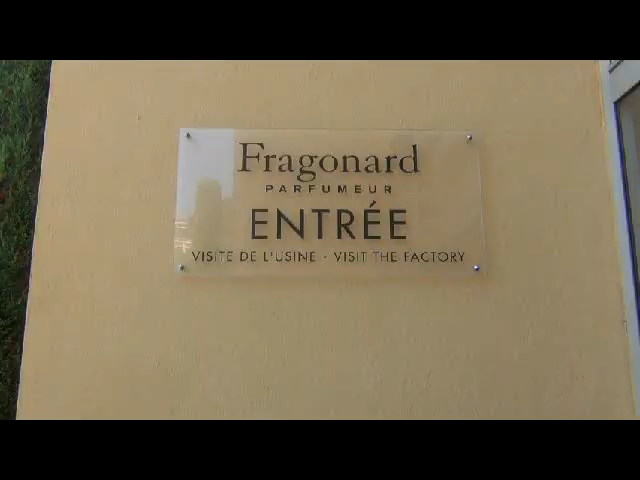 Fragonard
PARFUMEUR
ENTRÉE
VISITE DE L'USINE - VISIT THE FACTORY